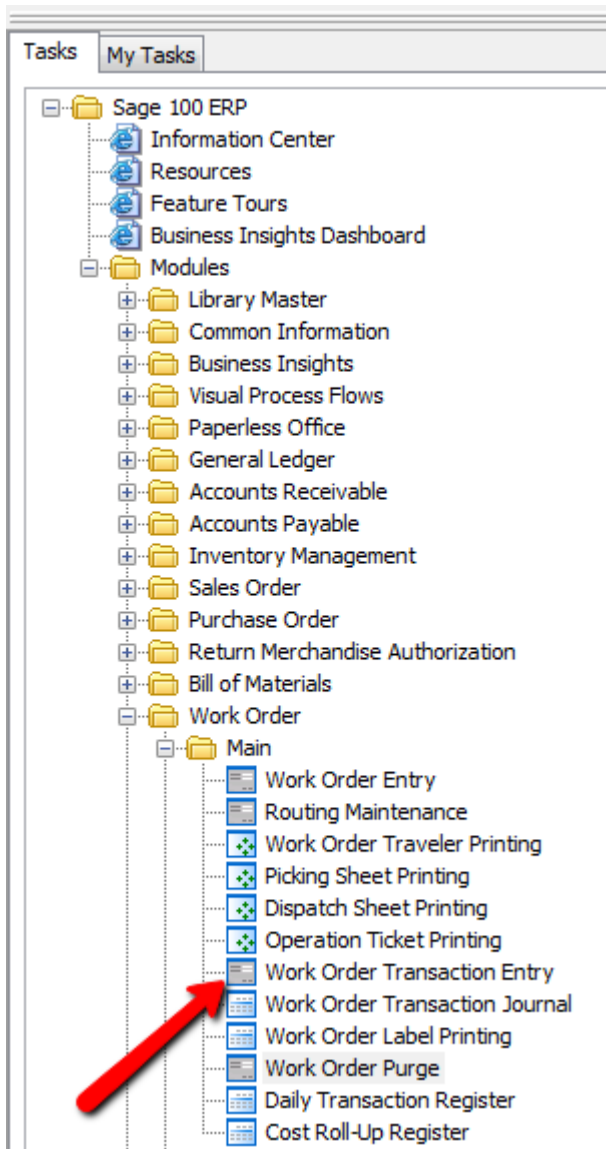 Tasks My Tasks
Sage 100 ERP
Information Center
Resources
Feature Tours
Business Insights Dashboard
Modules
Library Master
Common Information
Business Insights
Visual Process Flows
Paperless Office
General Ledger
Accounts Receivable
Accounts Payable
Inventory Management
Sales Order
Purchase Order
Return Merchandise Authorization
Bill of Materials
Work Order
Main
Work Order Entry
Routing Maintenance
Work Order Traveler Printing
Picking Sheet Printing
Dispatch Sheet Printing
Operation Ticket Printing
Work Order Transaction Entry
Work Order Transaction Journal
Work Order Label Printing
Work Order Purge
Daily Transaction Register
Cost Roll-Up Register